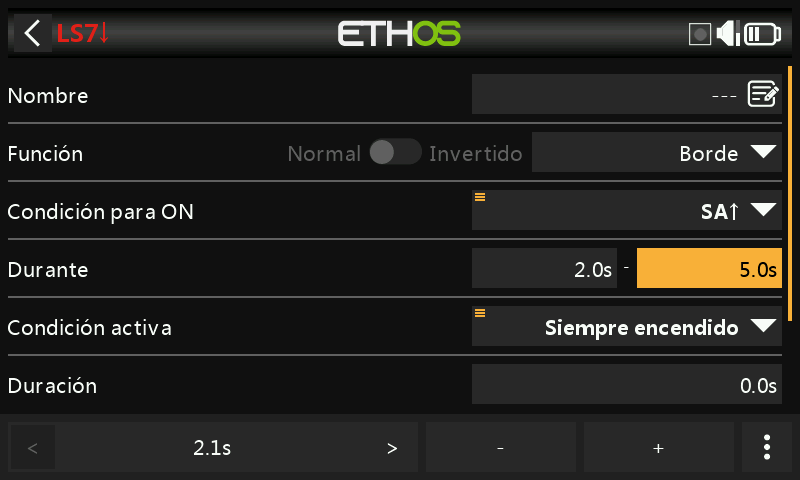 LS7↓ ETHOS
Nombre ---
Función Normal Invertido Borde
Condición para ON SA↑
Durante 2.0s - 5.0s
Condición activa Siempre encendido
Duración 0.0s
< 2.1s > - +